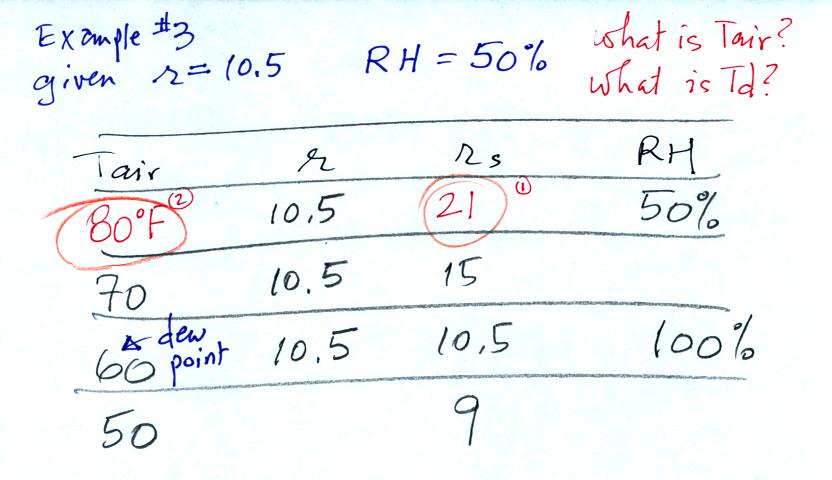 Example #3
given r = 10.5 RH = 50% what is Tair?
what is Td?
Tair r rs RH
80°F ② 10.5 21 ① 50%
70 10.5 15
60 dew point 10.5 10.5 100%
50 9